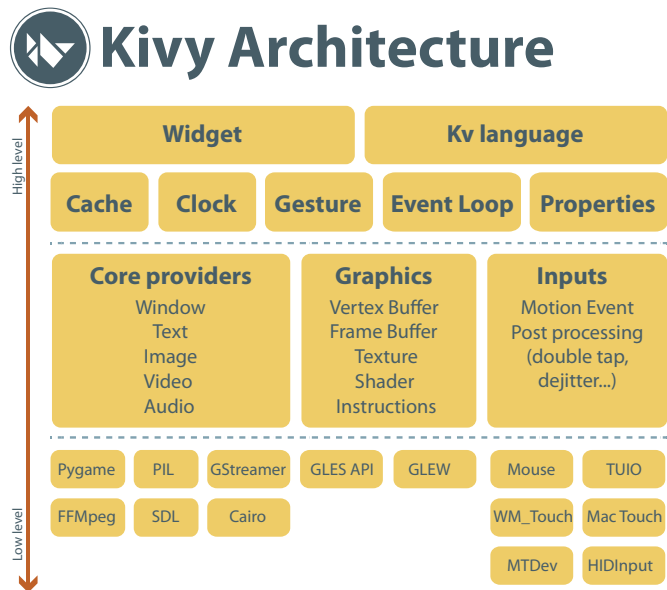 Kivy Architecture
High level
Widget
Kv language
Cache
Clock
Gesture
Event Loop
Properties
Core providers
Window
Text
Image
Video
Audio
Graphics
Vertex Buffer
Frame Buffer
Texture
Shader
Instructions
Inputs
Motion Event
Post processing
(double tap,
dejitter...)
Low level
Pygame
PIL
GStreamer
GLES API
GLEW
Mouse
TUIO
FFMpeg
SDL
Cairo
WM_Touch
Mac Touch
MTDev
HIDInput